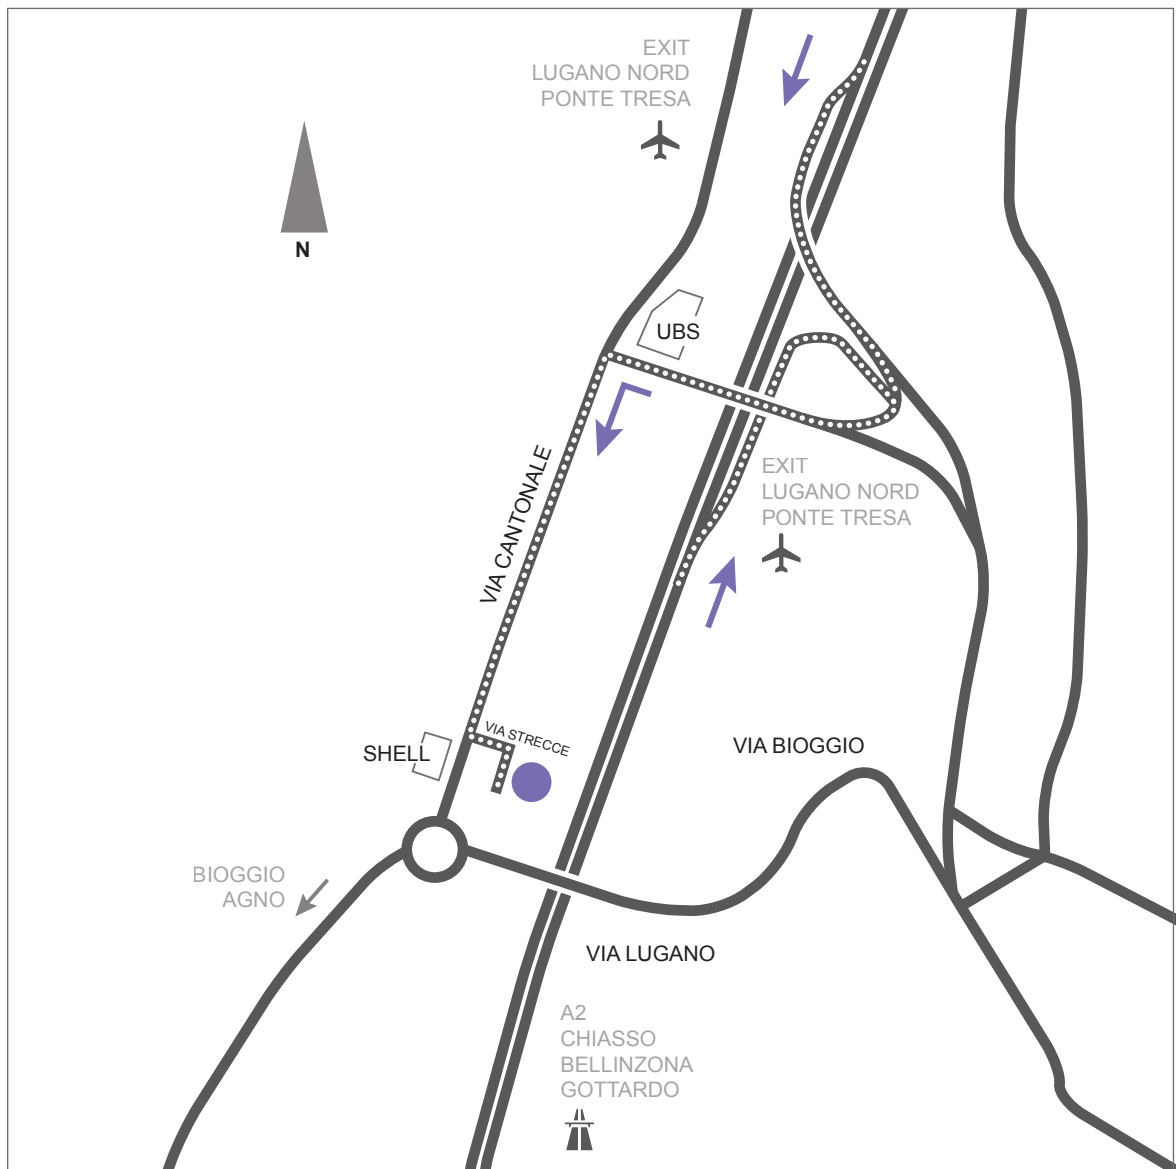 EXIT
LUGANO NORD
PONTE TRESA
N
UBS
VIA CANTONALE
EXIT
LUGANO NORD
PONTE TRESA
VIA STRECCE
SHELL
VIA BIOGGIO
BIOGGIO
AGNO
VIA LUGANO
A2
CHIASSO
BELLINZONA
GOTTARDO